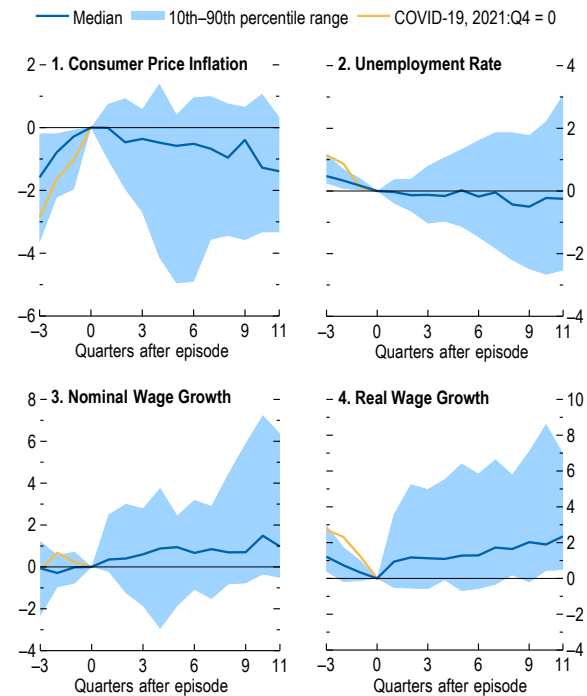 Median 10th–90th percentile range COVID-19, 2021:Q4 = 0
1. Consumer Price Inflation
2
0
–2
–4
–6
–3 0 3 6 9 11
Quarters after episode
2. Unemployment Rate
4
2
0
–2
–4
–3 0 3 6 9 11
Quarters after episode
3. Nominal Wage Growth
8
6
4
2
0
–2
–4
–3 0 3 6 9 11
Quarters after episode
4. Real Wage Growth
10
8
6
4
2
0
–2
–4
–3 0 3 6 9 11
Quarters after episode